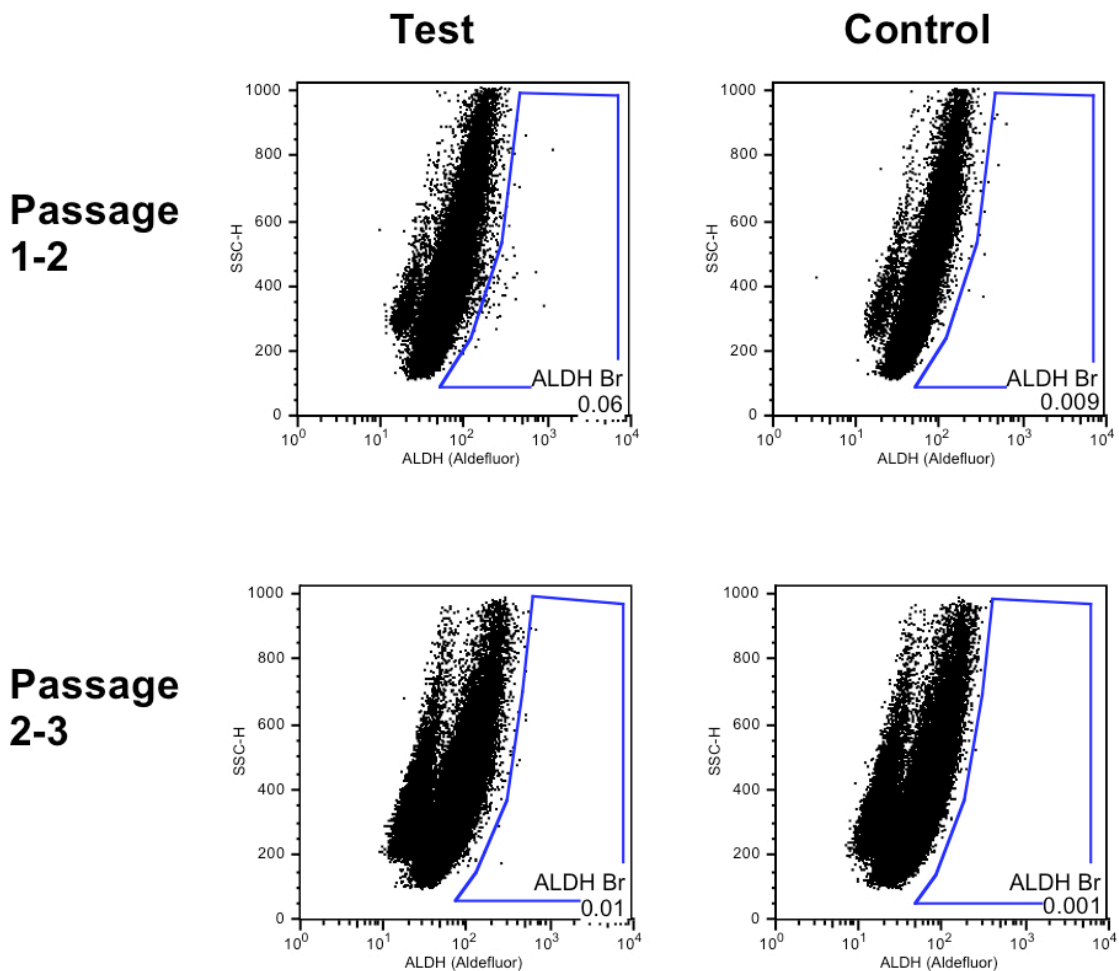 Test
Control
Passage
1-2
1000
800
600
400
200
0
SSC-H
ALDH Br
0.06
10^0 10^1 10^2 10^3 10^4
ALDH (Aldefluor)
1000
800
600
400
200
0
SSC-H
ALDH Br
0.009
10^0 10^1 10^2 10^3 10^4
ALDH (Aldefluor)
Passage
2-3
1000
800
600
400
200
0
SSC-H
ALDH Br
0.01
10^0 10^1 10^2 10^3 10^4
ALDH (Aldefluor)
1000
800
600
400
200
0
SSC-H
ALDH Br
0.001
10^0 10^1 10^2 10^3 10^4
ALDH (Aldefluor)